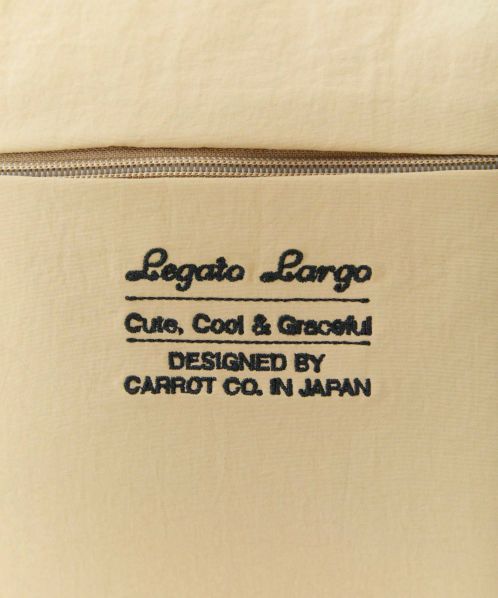 Legato Largo
Cute, Cool & Graceful
DESIGNED BY
CARROT CO. IN JAPAN